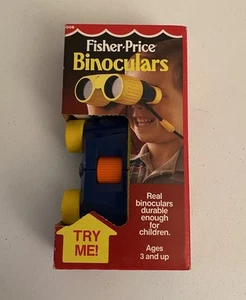 Fisher-Price
Binoculars
Real
binoculars
durable
enough for
children.
Ages
3 and up
TRY
ME!